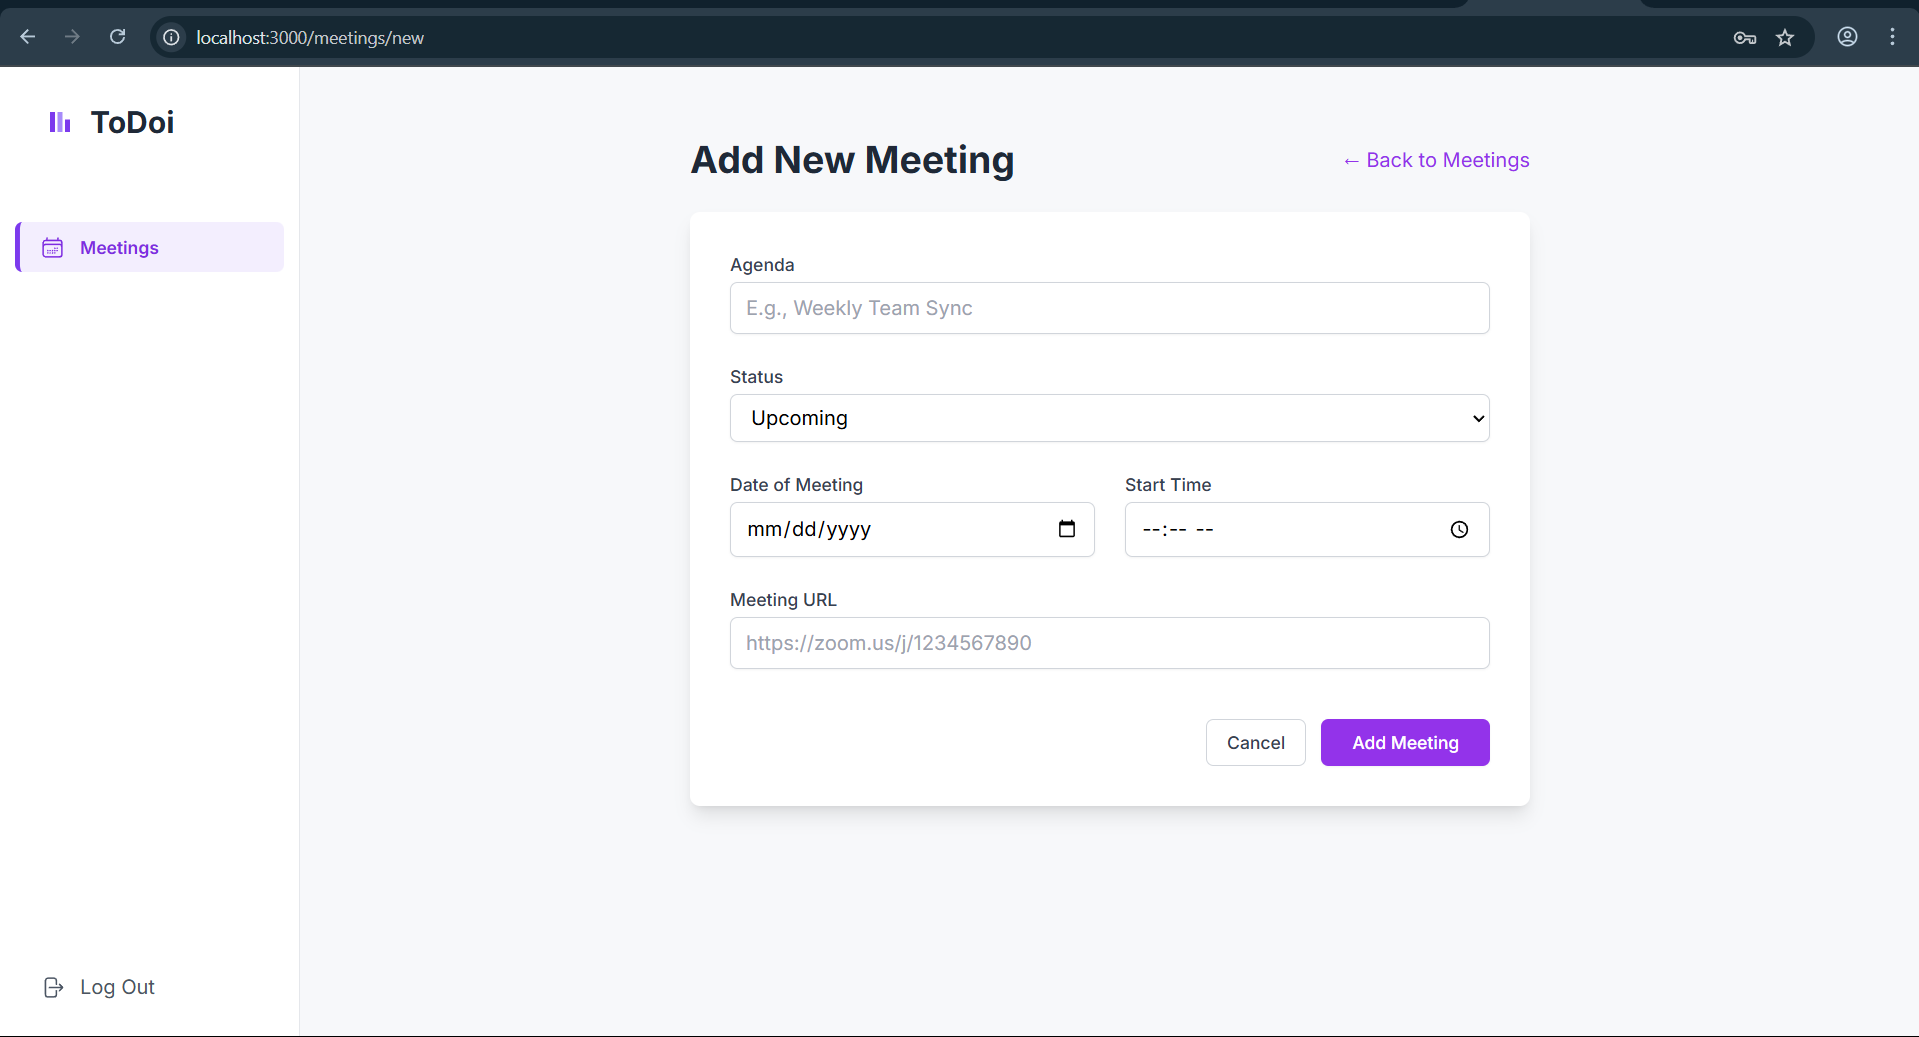 localhost:3000/meetings/new
ToDoi
Meetings
Log Out
Add New Meeting
← Back to Meetings
Agenda
E.g., Weekly Team Sync
Status
Upcoming
Date of Meeting
Start Time
mm/dd/yyyy
--:-- --
Meeting URL
https://zoom.us/j/1234567890
Cancel
Add Meeting